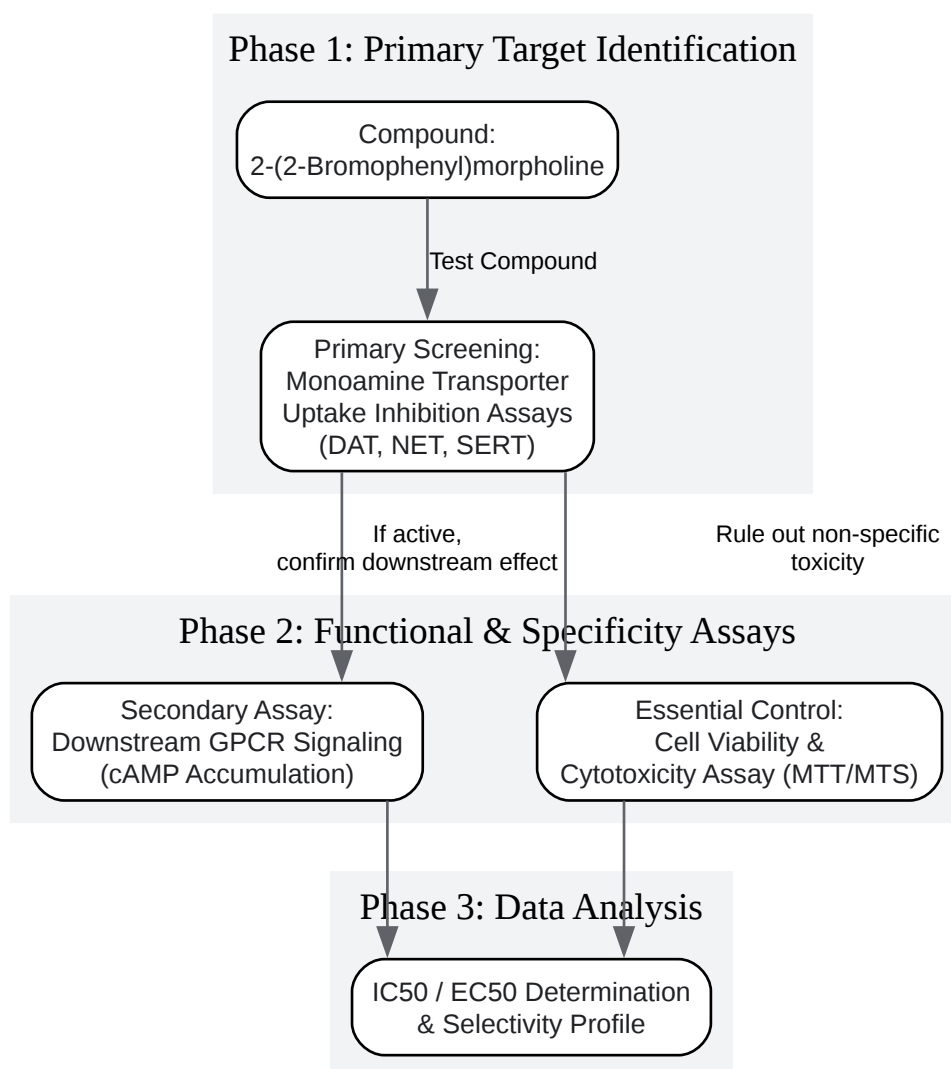 Phase 1: Primary Target Identification
Compound:
2-(2-Bromophenyl)morpholine
Test Compound
Primary Screening:
Monoamine Transporter
Uptake Inhibition Assays
(DAT, NET, SERT)
If active,
confirm downstream effect
Rule out non-specific
toxicity
Phase 2: Functional & Specificity Assays
Secondary Assay:
Downstream GPCR Signaling
(cAMP Accumulation)
Essential Control:
Cell Viability &
Cytotoxicity Assay (MTT/MTS)
Phase 3: Data Analysis
IC50 / EC50 Determination
& Selectivity Profile